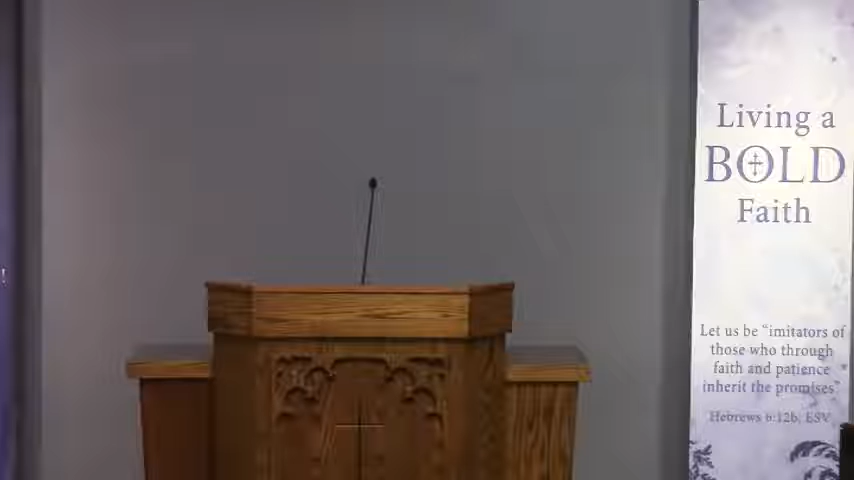 Living a
BOLD
Faith
Let us be “imitators of
those who through
faith and patience
inherit the promises”
Hebrews 6:12b, ESV
!